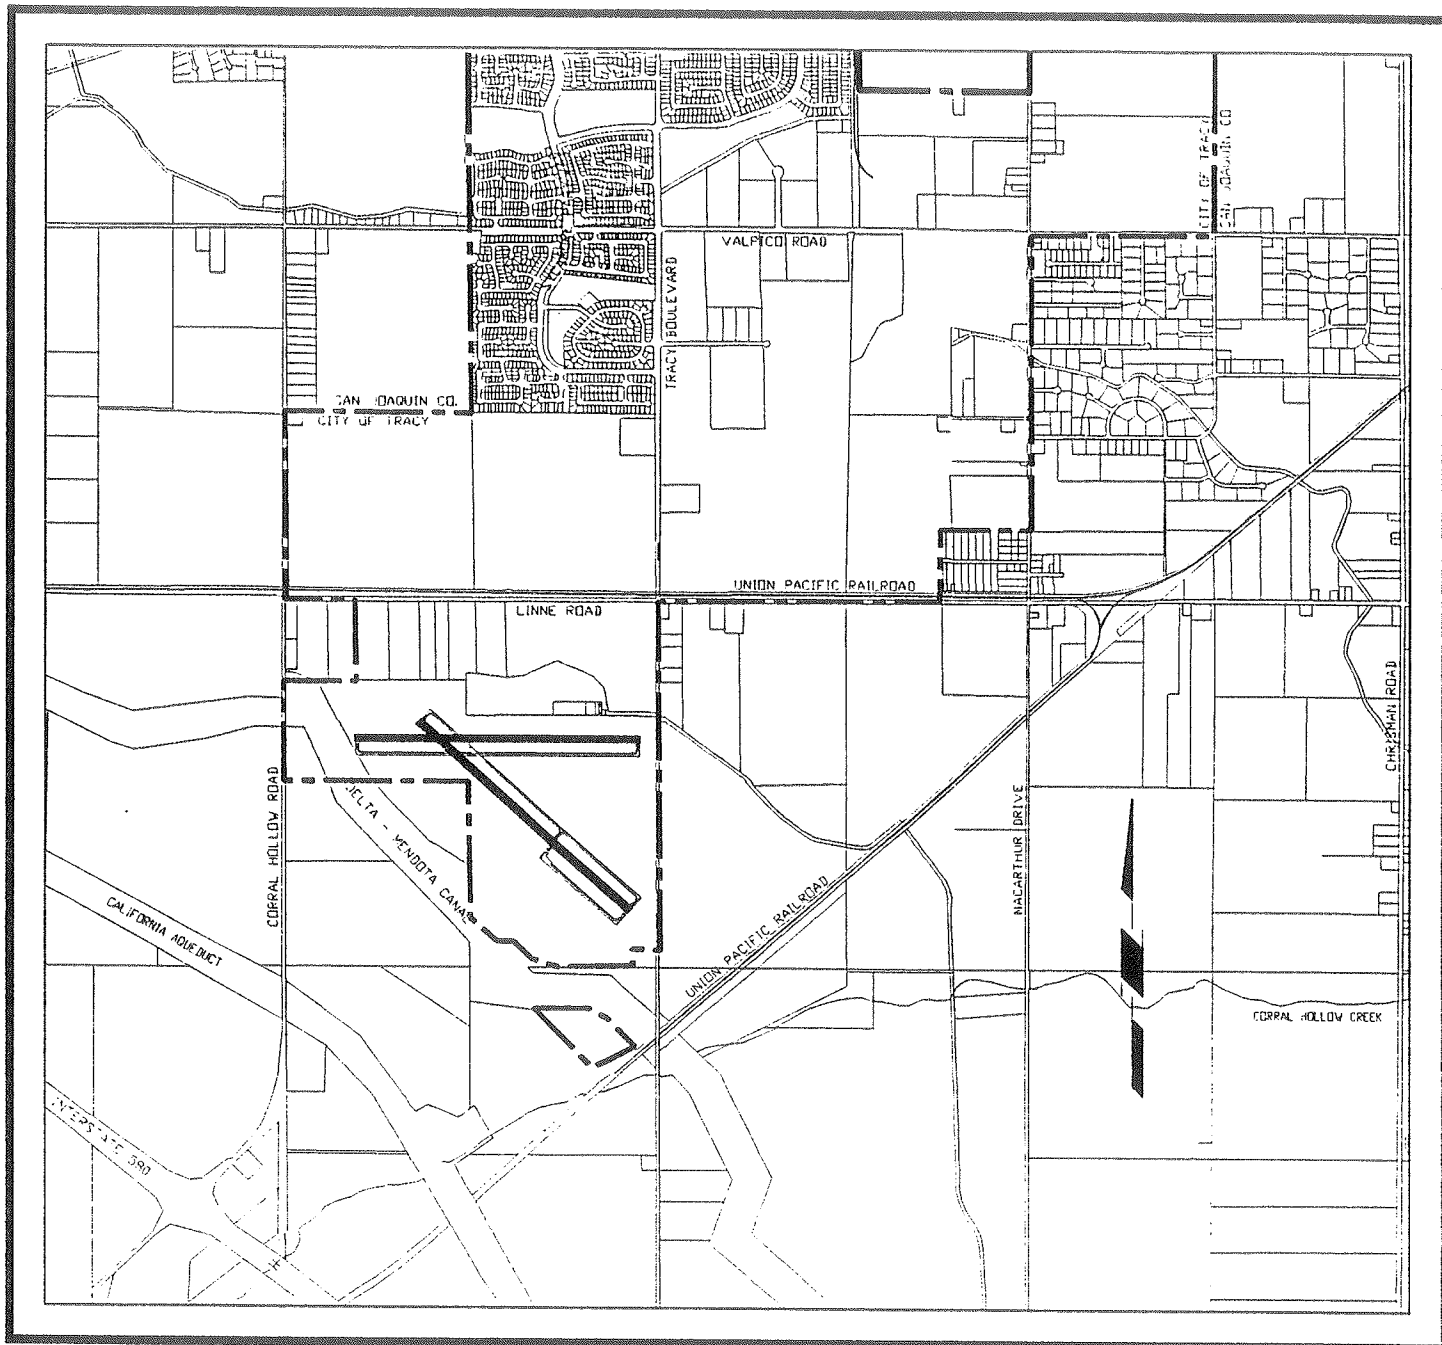 CITY OF TRACY
SAN JOAQUIN CO
VALPICO ROAD
TRACY BOULEVARD
SAN JOAQUIN CO.
CITY OF TRACY
UNION PACIFIC RAILROAD
LINNE ROAD
CHRISMAN ROAD
CORRAL HOLLOW ROAD
DELTA - MENDOTA CANAL
MACARTHUR DRIVE
UNION PACIFIC RAILROAD
CALIFORNIA AQUEDUCT
CORRAL HOLLOW CREEK
INTERSTATE 580